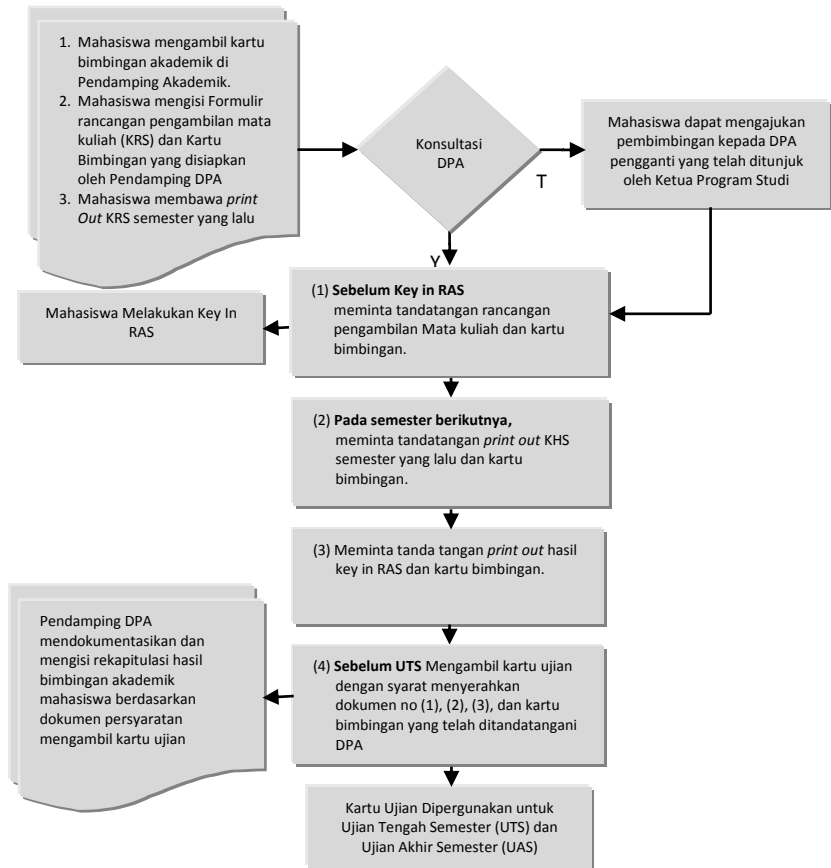 1. Mahasiswa mengambil kartu
bimbingan akademik di
Pendamping Akademik.
2. Mahasiswa mengisi Formulir
rancangan pengambilan mata
kuliah (KRS) dan Kartu
Bimbingan yang disiapkan
oleh Pendamping DPA
3. Mahasiswa membawa print
Out KRS semester yang lalu
Konsultasi
DPA
T
Y
Mahasiswa dapat mengajukan
pembimbingan kepada DPA
pengganti yang telah ditunjuk
oleh Ketua Program Studi
(1) Sebelum Key in RAS
meminta tandatangan rancangan
pengambilan Mata kuliah dan kartu
bimbingan.
Mahasiswa Melakukan Key In
RAS
(2) Pada semester berikutnya,
meminta tandatangan print out KHS
semester yang lalu dan kartu
bimbingan.
(3) Meminta tanda tangan print out hasil
key in RAS dan kartu bimbingan.
(4) Sebelum UTS Mengambil kartu ujian
dengan syarat menyerahkan
dokumen no (1), (2), (3), dan kartu
bimbingan yang telah ditandatangani
DPA
Pendamping DPA
mendokumentasikan dan
mengisi rekapitulasi hasil
bimbingan akademik
mahasiswa berdasarkan
dokumen persyaratan
mengambil kartu ujian
Kartu Ujian Dipergunakan untuk
Ujian Tengah Semester (UTS) dan
Ujian Akhir Semester (UAS)